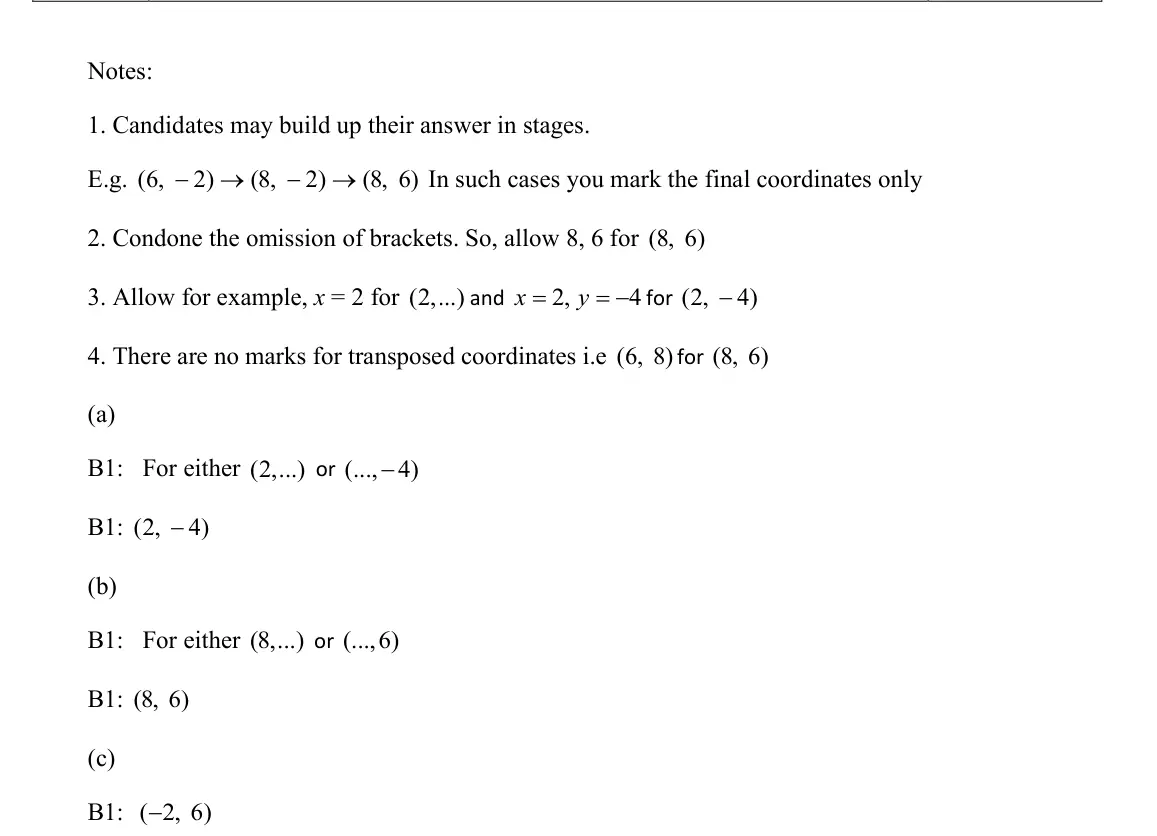 Notes:
1. Candidates may build up their answer in stages.
E.g. (6, −2) → (8, −2) → (8, 6) In such cases you mark the final coordinates only
2. Condone the omission of brackets. So, allow 8, 6 for (8, 6)
3. Allow for example, x = 2 for (2,...) and x = 2, y = −4 for (2, −4)
4. There are no marks for transposed coordinates i.e (6, 8) for (8, 6)
(a)
B1: For either (2,...) or (...,−4)
B1: (2, −4)
(b)
B1: For either (8,...) or (...,6)
B1: (8, 6)
(c)
B1: (−2, 6)